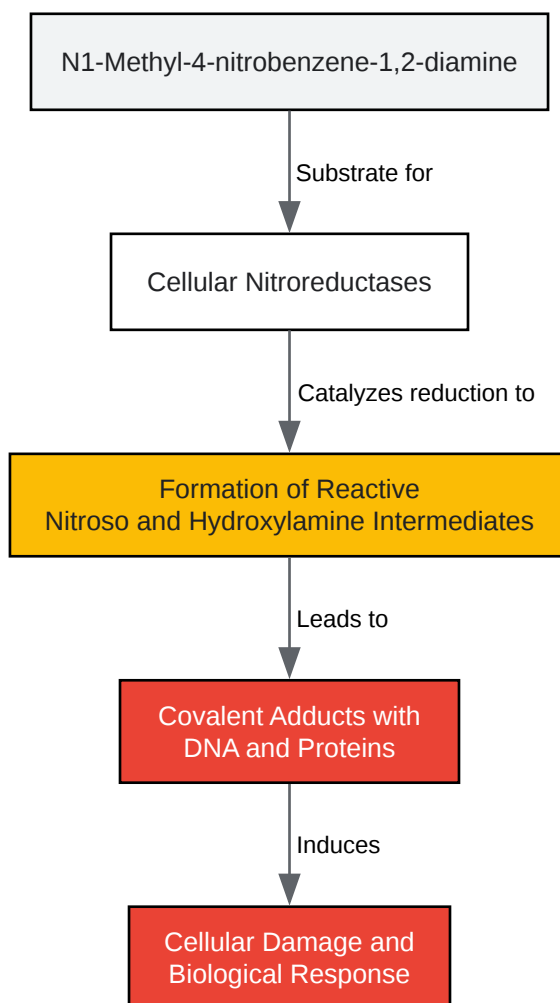 N1-Methyl-4-nitrobenzene-1,2-diamine
Substrate for
Cellular Nitroreductases
Catalyzes reduction to
Formation of Reactive
Nitroso and Hydroxylamine Intermediates
Leads to
Covalent Adducts with
DNA and Proteins
Induces
Cellular Damage and
Biological Response